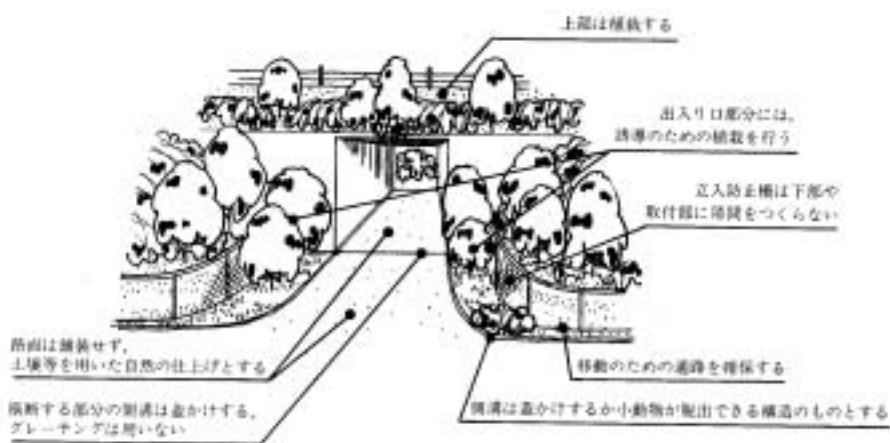 上部は植栽する
出入り口部分には、
誘導のための植栽を行う
立入防止柵は下部や
取付部に隙間をつくらない
路面は舗装せず、
土壌等を用いた自然の仕上げとする
移動のための通路を確保する
横断する部分の側溝は蓋かけする、
グレーチングは用いない
側溝は蓋かけするか小動物が脱出できる構造のものとする